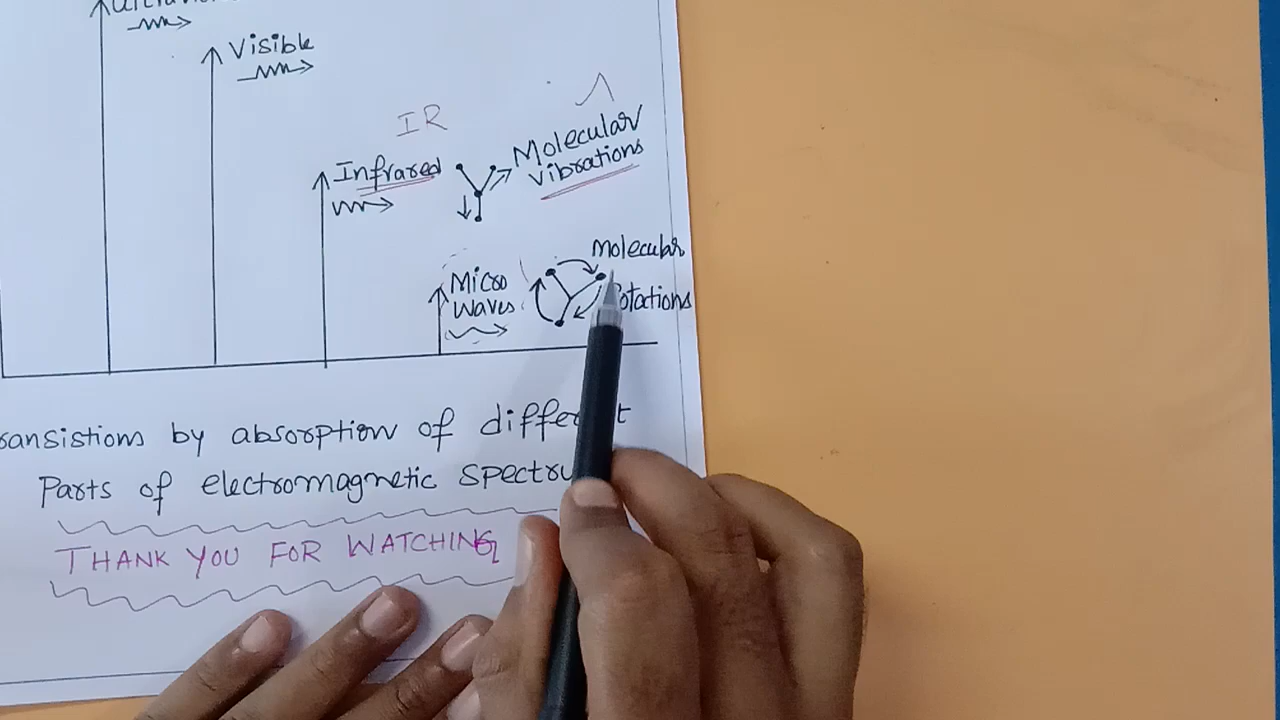 Visible
IR
Infrared
Molecular
vibrations
Molecular
Rotations
Micro
waves
ansistions by absorption of different
Parts of electromagnetic spectru
THANK YOU FOR WATCHING